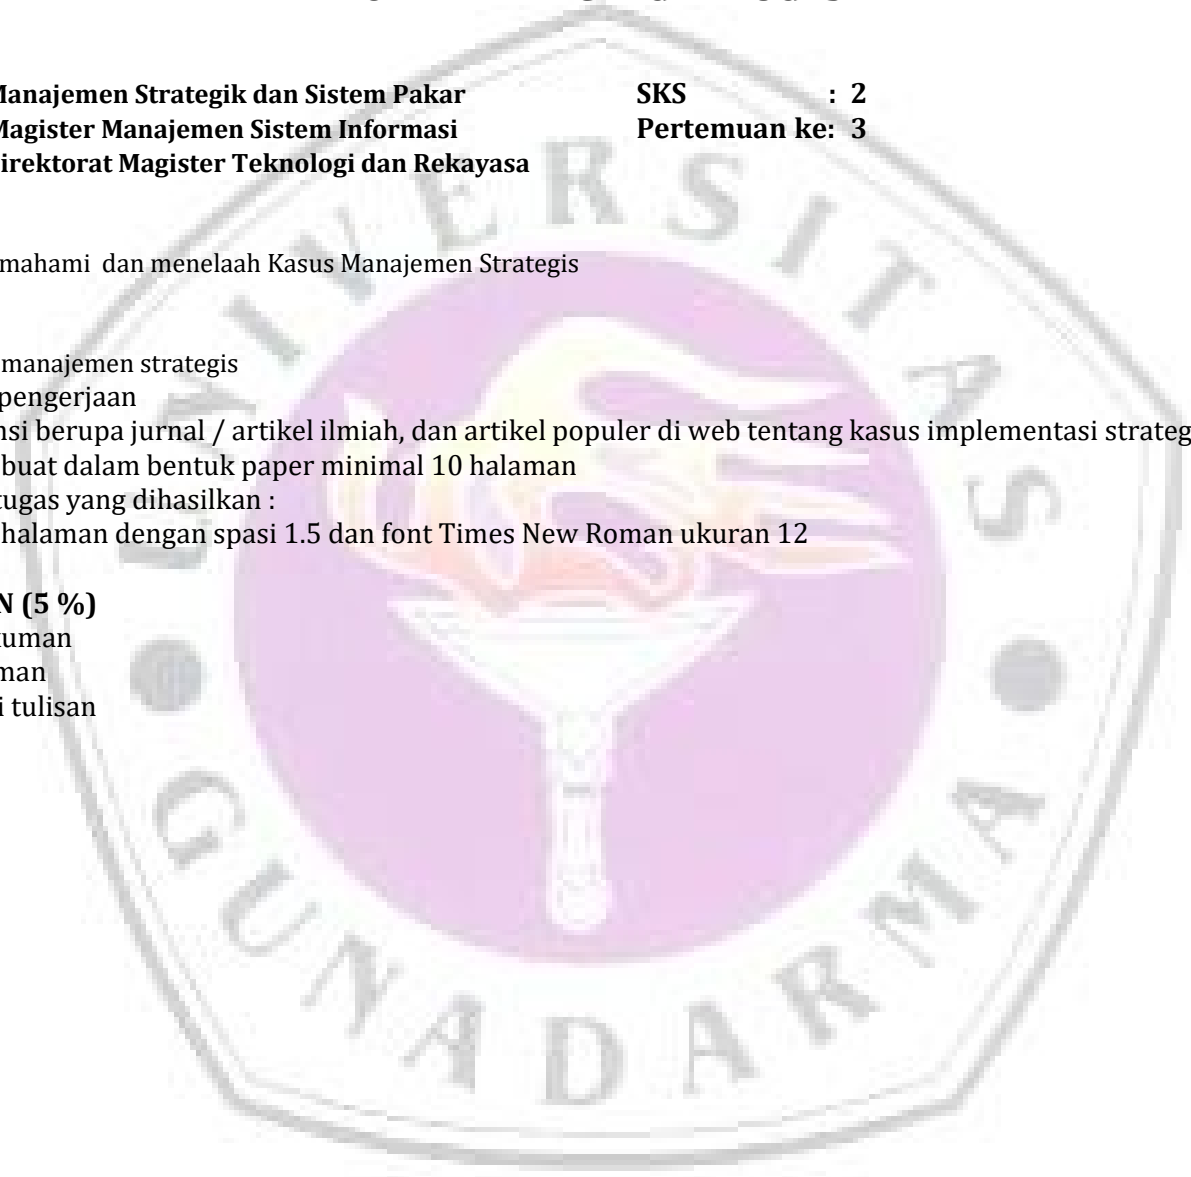 Manajemen Strategik dan Sistem Pakar SKS : 2
Magister Manajemen Sistem Informasi Pertemuan ke: 3
irektorat Magister Teknologi dan Rekayasa
mahami dan menelaah Kasus Manajemen Strategis
manajemen strategis
pengerjaan
nsi berupa jurnal / artikel ilmiah, dan artikel populer di web tentang kasus implementasi strateg
buat dalam bentuk paper minimal 10 halaman
tugas yang dihasilkan :
halaman dengan spasi 1.5 dan font Times New Roman ukuran 12
N (5 %)
uman
man
i tulisan
UNIVERSITAS
GUNADARMA